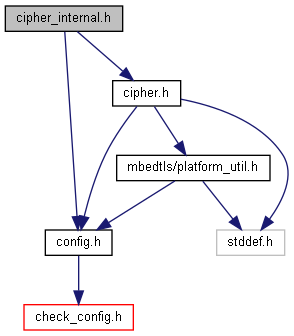 cipher_internal.h
cipher.h
mbedtls/platform_util.h
config.h
stddef.h
check_config.h